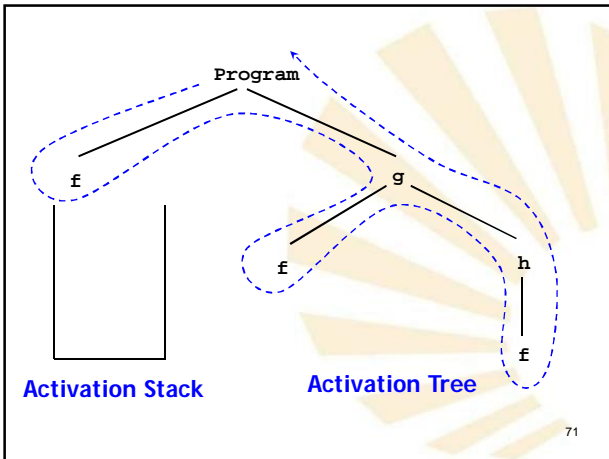 Program
f
g
f
h
f
Activation Stack
Activation Tree
71